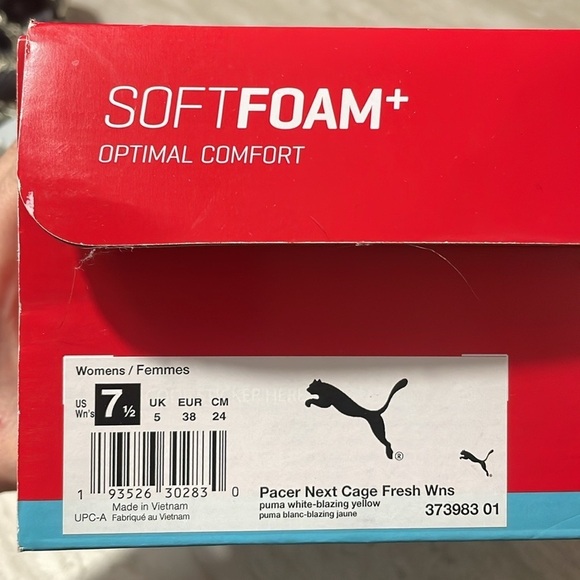 SOFTFOAM+
OPTIMAL COMFORT
Womens / Femmes
US Wn's 7 ½ UK 5 EUR 38 CM 24
1 93526 30283 0
Made in Vietnam
UPC-A Fabriqué au Vietnam
®
Pacer Next Cage Fresh Wns
puma white-blazing yellow
puma blanc-blazing jaune
373983 01